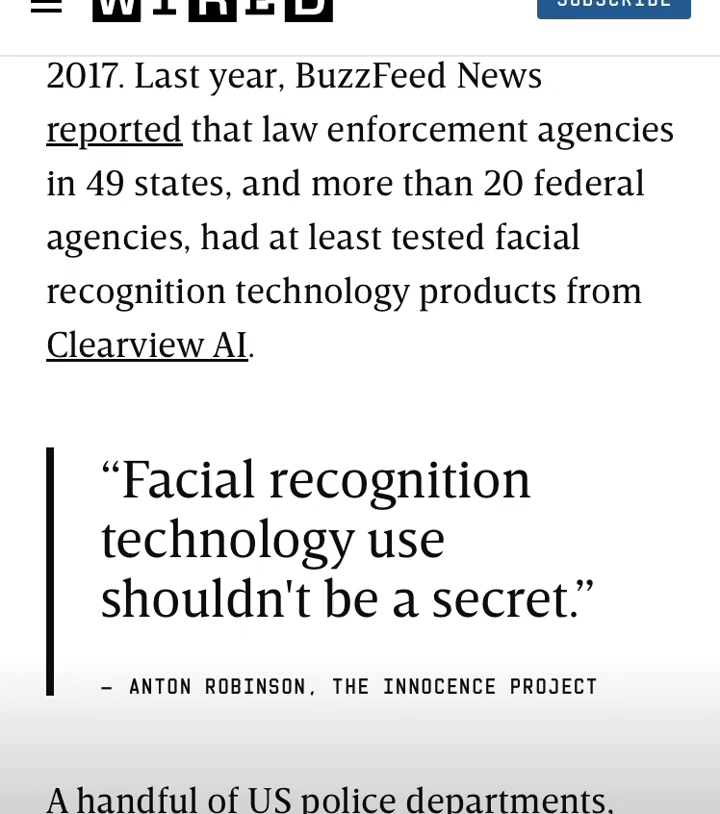 WIRED
SUBSCRIBE
2017. Last year, BuzzFeed News
reported that law enforcement agencies
in 49 states, and more than 20 federal
agencies, had at least tested facial
recognition technology products from
Clearview AI.
“Facial recognition
technology use
shouldn't be a secret.”
— ANTON ROBINSON, THE INNOCENCE PROJECT
A handful of US police departments,